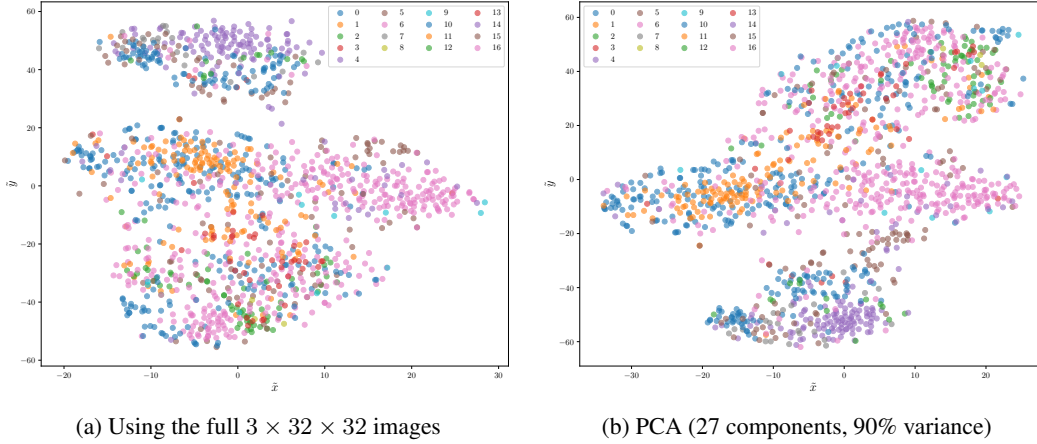 0 5 9 13
1 6 10 14
2 7 11 15
3 8 12 16
4
60
40
20
0
−20
−40
−60
ỹ
−20 −10 0 10 20 30
x̃
(a) Using the full 3 × 32 × 32 images
0 5 9 13
1 6 10 14
2 7 11 15
3 8 12 16
4
60
40
20
0
−20
−40
−60
ỹ
−30 −20 −10 0 10 20
x̃
(b) PCA (27 components, 90% variance)